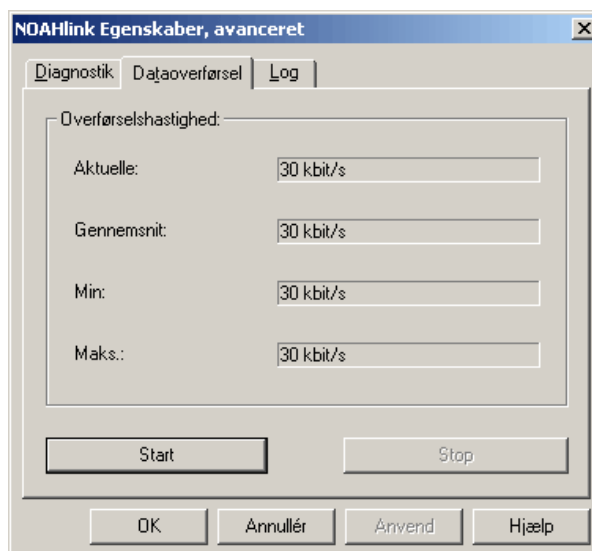 NOAHlink Egenskaber, avanceret
Diagnostik Dataoverførsel Log
Overførselshastighed:
Aktuelle: 30 kbit/s
Gennemsnit: 30 kbit/s
Min: 30 kbit/s
Maks.: 30 kbit/s
Start Stop
OK Annullér Anvend Hjælp